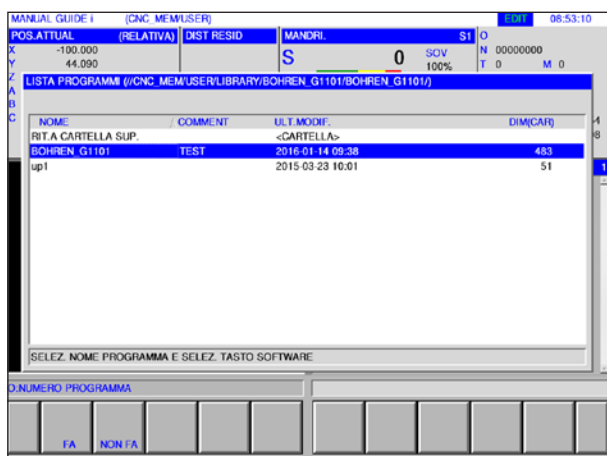 MANUAL GUIDE i (CNC_MEM/USER) EDIT 08:53:10
POS.ATTUAL (RELATIVA) DIST RESID MANDRI. S1 O
X -100.000 S 0 SOV 100% N 00000000
Y 44.090 T 0 M 0
Z
A
B
C
LISTA PROGRAMMI (//CNC_MEM/USER/LIBRARY/BOHREN_G1101/BOHREN_G1101/)
NOME COMMENT ULT.MODIF. DIM(CAR)
RIT.A CARTELLA SUP. <CARTELLA>
BOHREN_G1101 TEST 2016-01-14 09:38 483
up1 2015-03-23 10:01 51
SELEZ. NOME PROGRAMMA E SELEZ. TASTO SOFTWARE
O:NUMERO PROGRAMMA
FA NON FA